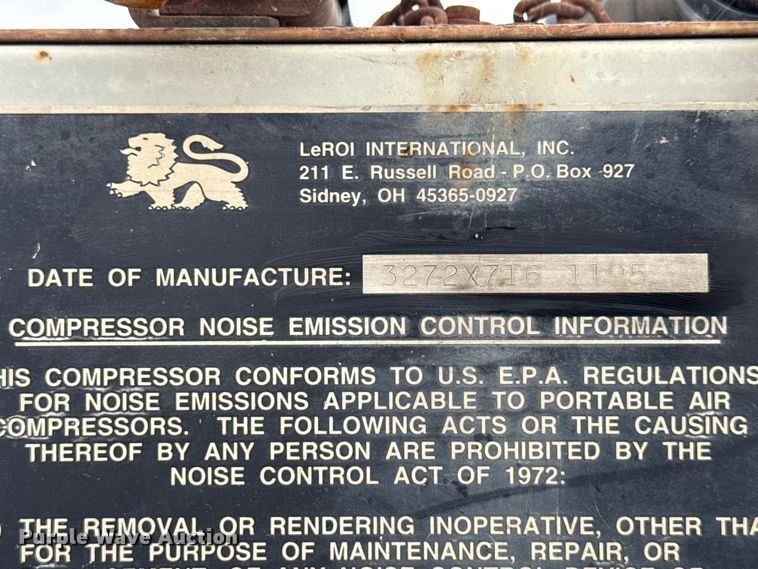 LeROI INTERNATIONAL, INC.
211 E. Russell Road - P.O. Box 927
Sidney, OH 45365-0927
DATE OF MANUFACTURE: 3272X716 1195
COMPRESSOR NOISE EMISSION CONTROL INFORMATION
HIS COMPRESSOR CONFORMS TO U.S. E.P.A. REGULATIONS
FOR NOISE EMISSIONS APPLICABLE TO PORTABLE AIR
COMPRESSORS. THE FOLLOWING ACTS OR THE CAUSING
THEREOF BY ANY PERSON ARE PROHIBITED BY THE
NOISE CONTROL ACT OF 1972:
) THE REMOVAL OR RENDERING INOPERATIVE, OTHER THA
FOR THE PURPOSE OF MAINTENANCE, REPAIR, OR
Purple Wave Auction